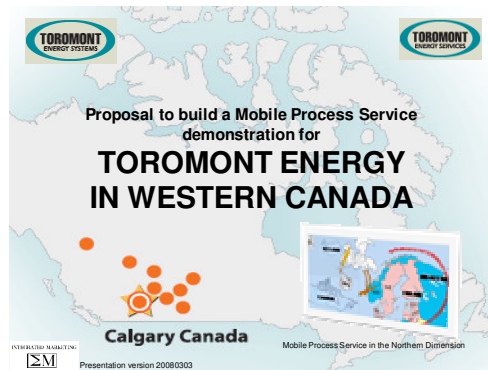 TOROMONT
ENERGY SYSTEMS
TOROMONT
ENERGY SERVICES
Proposal to build a Mobile Process Service
demonstration for
TOROMONT ENERGY
IN WESTERN CANADA
Calgary Canada
Mobile Process Service in the Northern Dimension
INTEGRATED MARKETING
ΣM
Presentation version 20080303